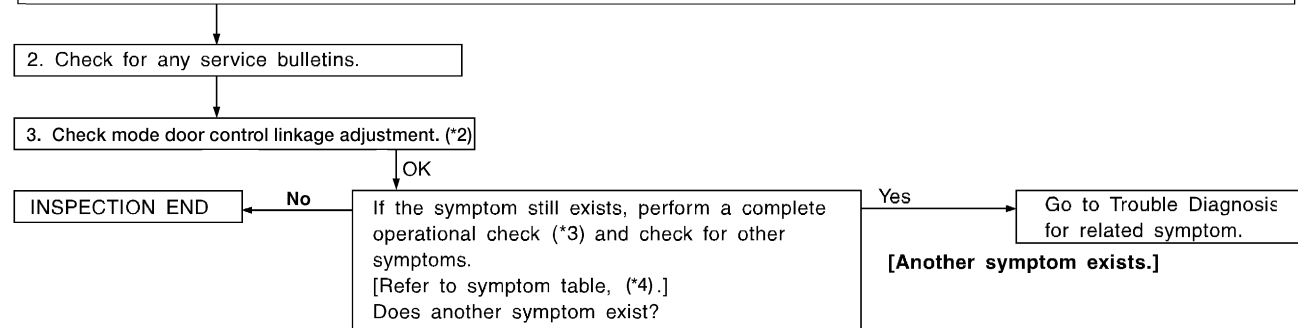 2. Check for any service bulletins.
3. Check mode door control linkage adjustment. (*2)
OK
INSPECTION END
No
If the symptom still exists, perform a complete
operational check (*3) and check for other
symptoms.
[Refer to symptom table, (*4).]
Does another symptom exist?
Yes
[Another symptom exists.]
Go to Trouble Diagnosis
for related symptom.